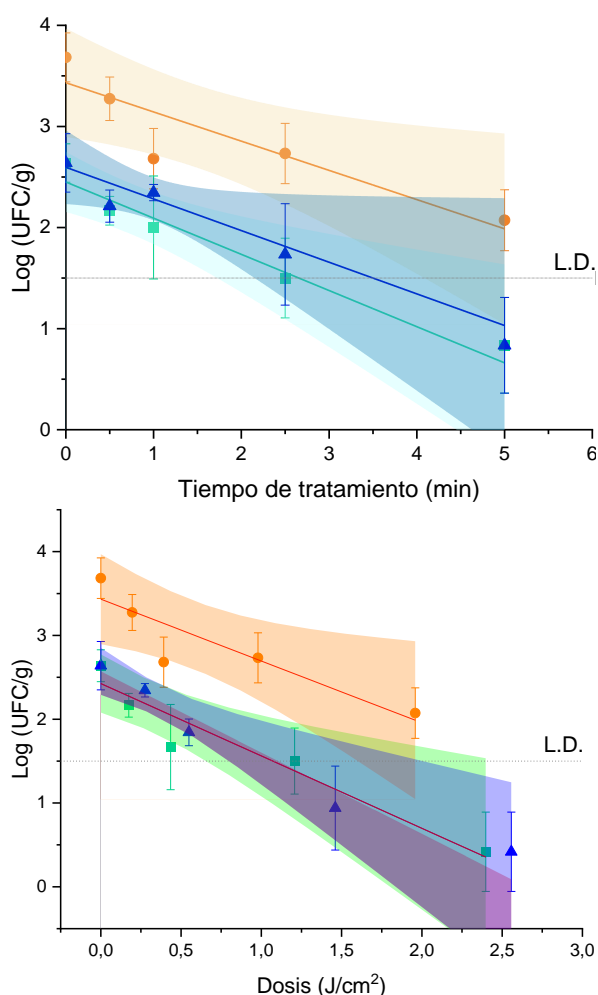 4
3
2
1
0
Log (UFC/g)
L.D.
0 1 2 3 4 5 6
Tiempo de tratamiento (min)
4
3
2
1
0
Log (UFC/g)
L.D.
0,0 0,5 1,0 1,5 2,0 2,5 3,0
Dosis (J/cm²)